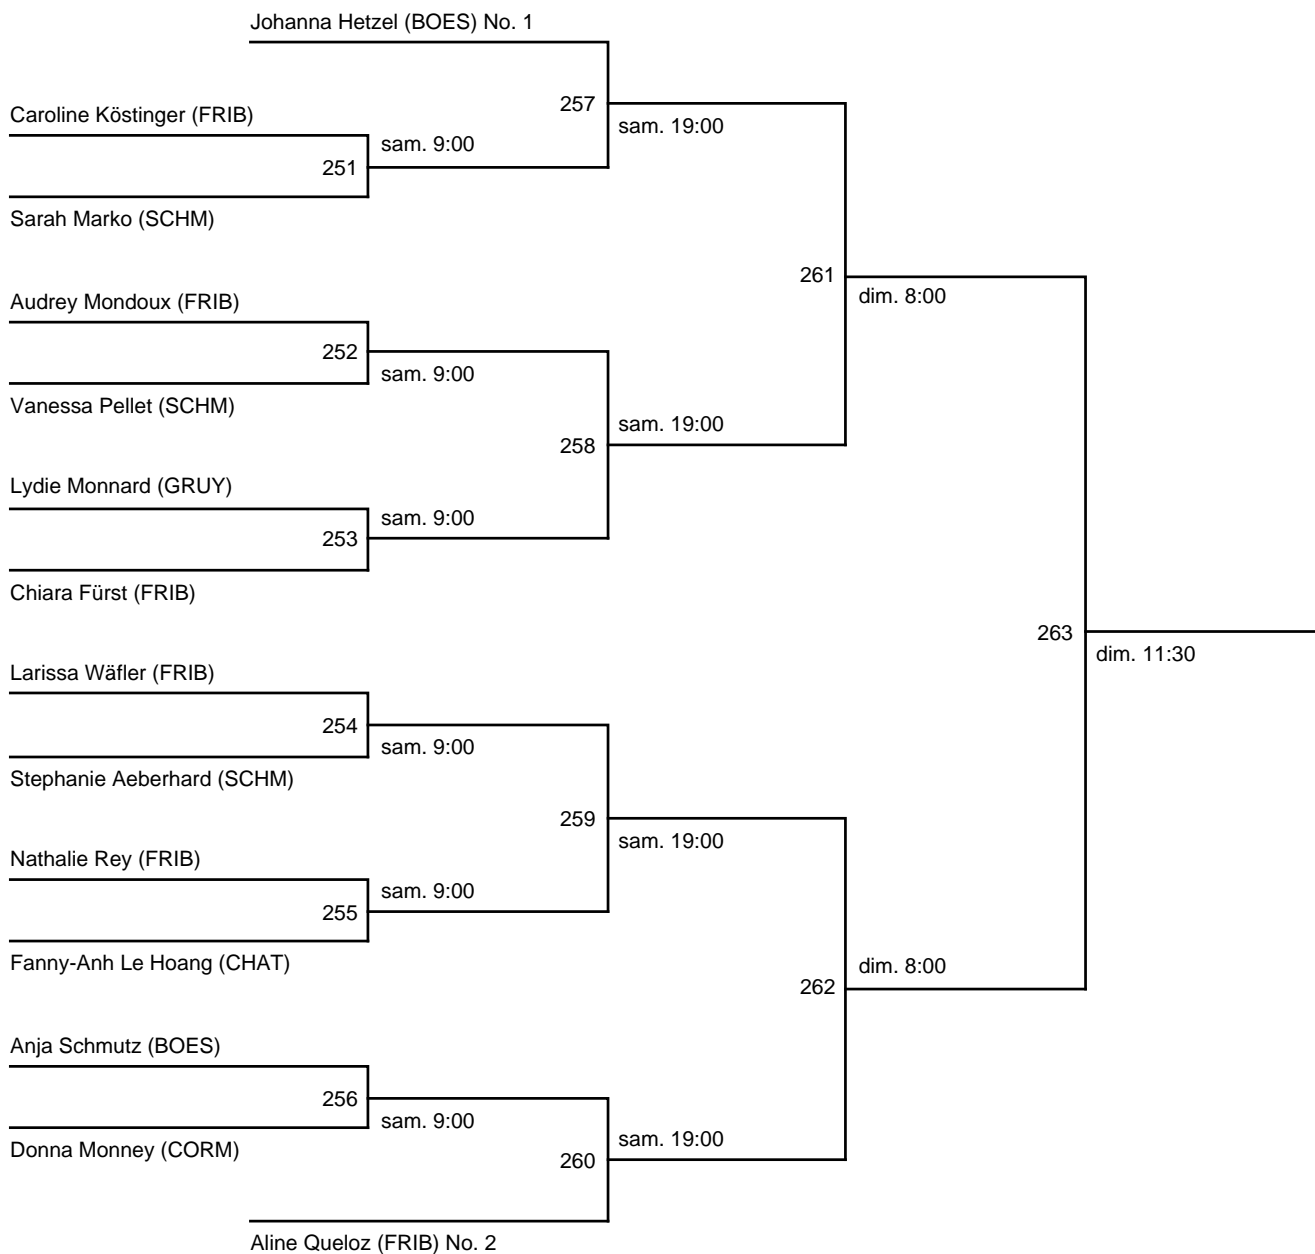 Johanna Hetzel (BOES) No. 1
257
sam. 19:00
Caroline Köstinger (FRIB)
sam. 9:00
251
Sarah Marko (SCHM)
261
dim. 8:00
Audrey Mondoux (FRIB)
252
sam. 9:00
Vanessa Pellet (SCHM)
sam. 19:00
258
Lydie Monnard (GRUY)
sam. 9:00
253
Chiara Fürst (FRIB)
263
dim. 11:30
Larissa Wäfler (FRIB)
254
sam. 9:00
Stephanie Aeberhard (SCHM)
259
sam. 19:00
Nathalie Rey (FRIB)
sam. 9:00
255
Fanny-Anh Le Hoang (CHAT)
dim. 8:00
262
Anja Schmutz (BOES)
256
sam. 9:00
Donna Monney (CORM)
sam. 19:00
260
Aline Queloz (FRIB) No. 2